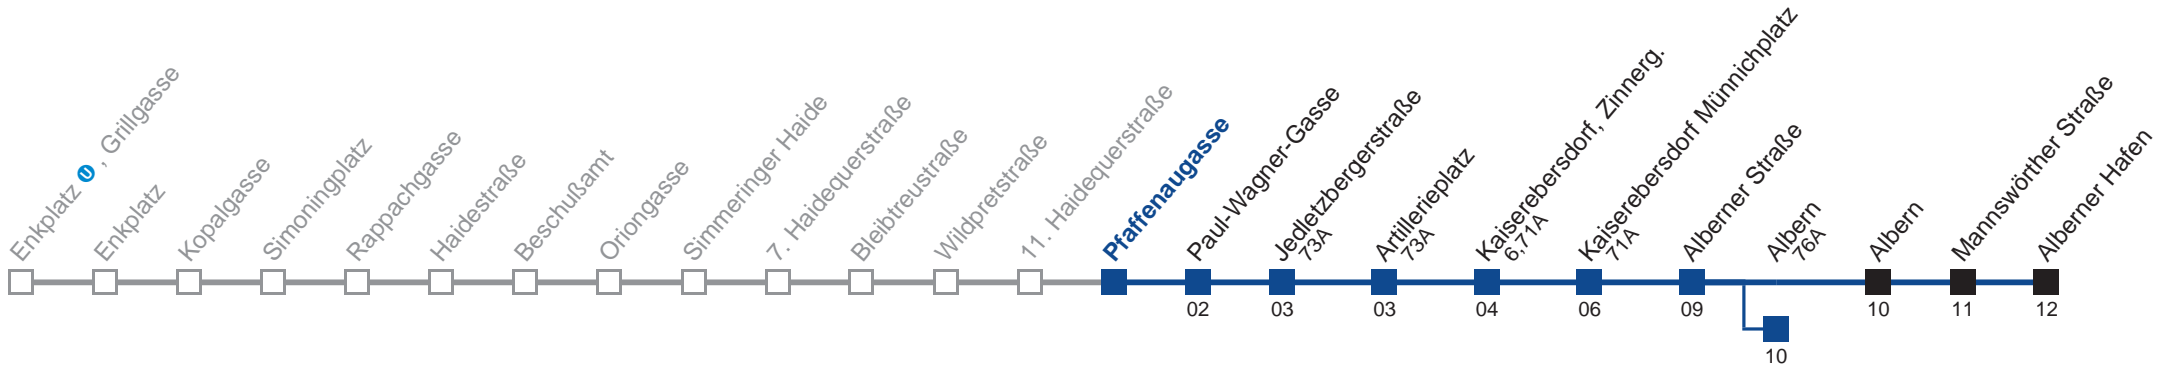 Enkplatz U , Grillgasse
Enkplatz
Kopalgasse
Simoningplatz
Rappachgasse
Haidestraße
Beschußamt
Oriongasse
Simmeringer Haide
7. Haidequerstraße
Bleibtreustraße
Wildpretstraße
11. Haidequerstraße
Pfaffenaugasse
Paul-Wagner-Gasse
02
Jedletzbergerstraße
73A
03
Artillerieplatz
73A
03
Kaiserebersdorf, Zinnerg.
6,71A
04
Kaiserebersdorf Münnichplatz
71A
06
Alberner Straße
09
Albern
76A
10
Albern
10
Mannswörther Straße
11
Alberner Hafen
12